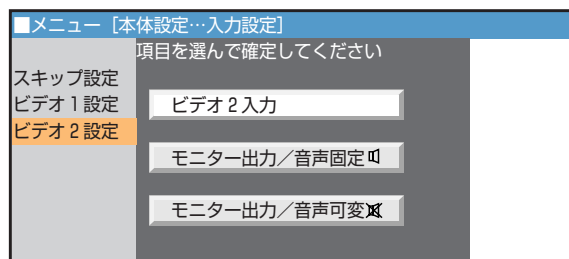 ■メニュー [本体設定…入力設定]
項目を選んで確定してください
スキップ設定
ビデオ1設定
ビデオ2設定
ビデオ2入力
モニター出力／音声固定
モニター出力／音声可変